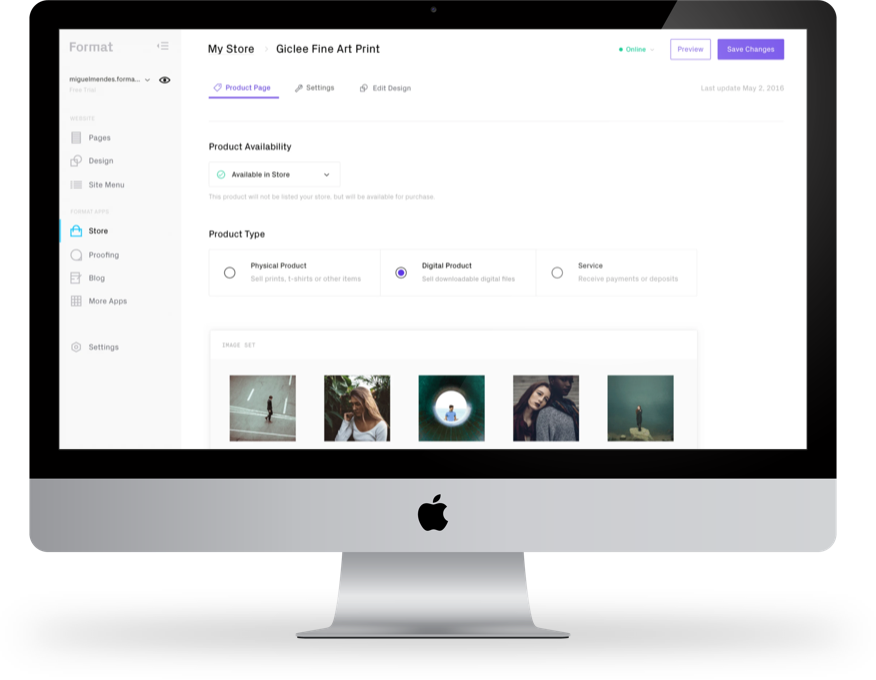 Format
miguelmendes.forma...
Free Trial
WEBSITE
Pages
Design
Site Menu
FORMAT APPS
Store
Proofing
Blog
More Apps
Settings
My Store
Giclee Fine Art Print
Online
Preview
Save Changes
Product Page
Settings
Edit Design
Last update May 2, 2016
Product Availability
Available in Store
This product will not be listed your store, but will be available for purchase.
Product Type
Physical Product
Sell prints, t-shirts or other items
Digital Product
Sell downloadable digital files
Service
Receive payments or deposits
IMAGE SET